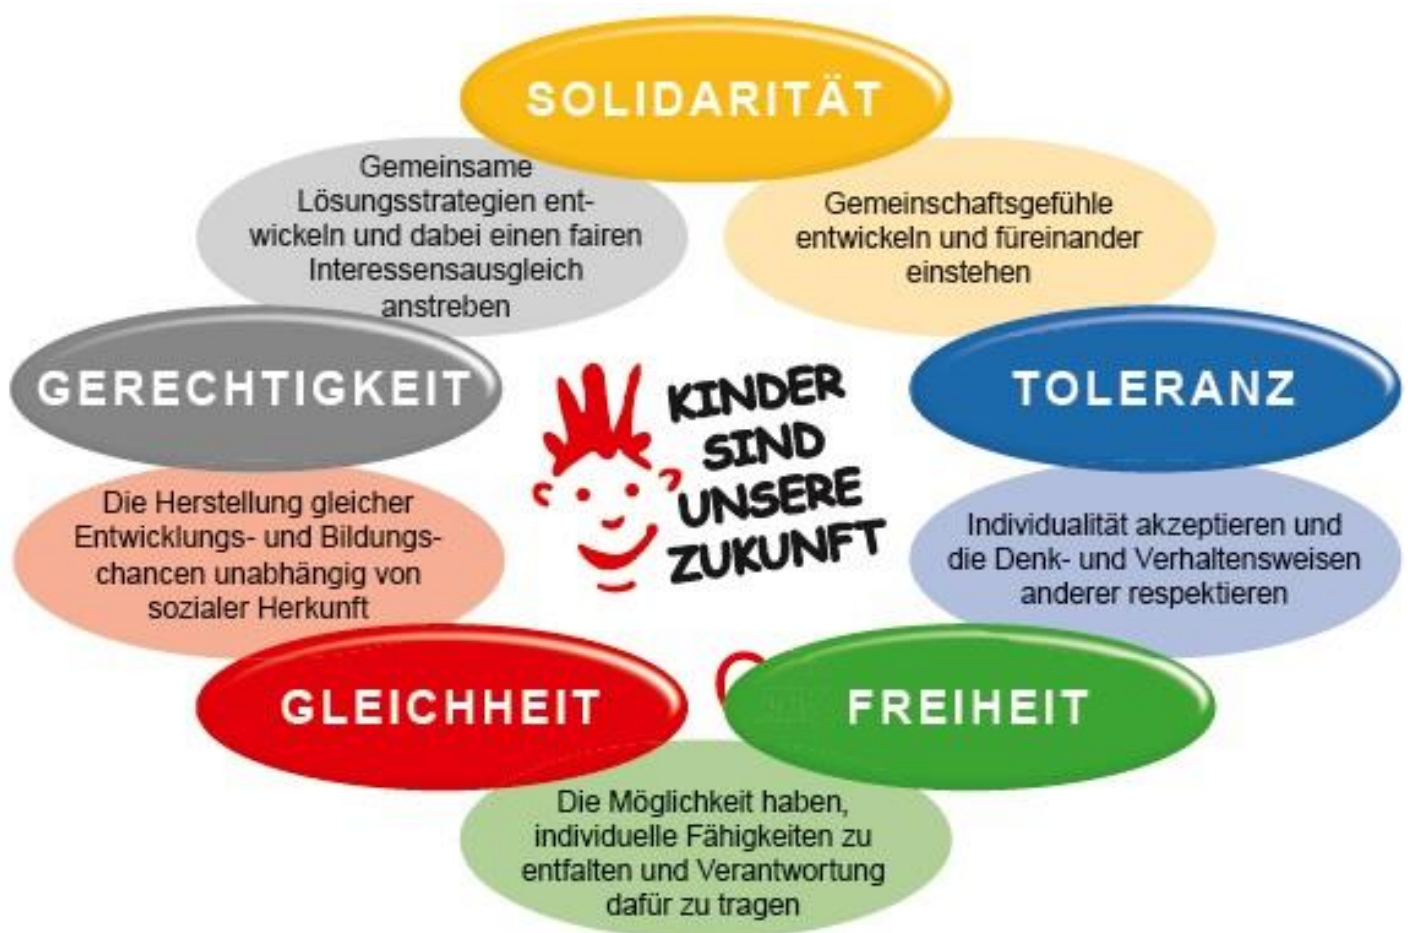 SOLIDARITÄT
Gemeinsame
Lösungsstrategien ent-
wickeln und dabei einen fairen
Interessensausgleich
anstreben
Gemeinschaftsgefühle
entwickeln und füreinander
einstehen
GERECHTIGKEIT
KINDER
SIND
UNSERE
ZUKUNFT
TOLERANZ
Die Herstellung gleicher
Entwicklungs- und Bildungs-
chancen unabhängig von
sozialer Herkunft
Individualität akzeptieren und
die Denk- und Verhaltensweisen
anderer respektieren
GLEICHHEIT
FREIHEIT
Die Möglichkeit haben,
individuelle Fähigkeiten zu
entfalten und Verantwortung
dafür zu tragen